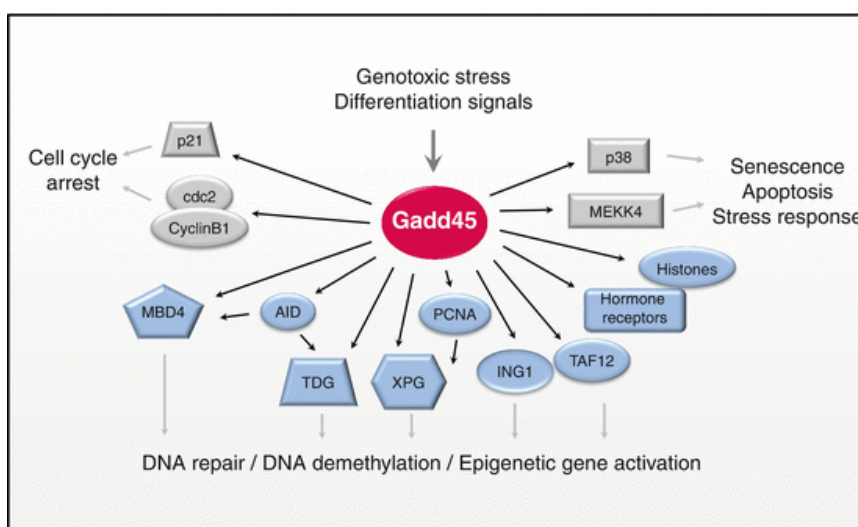 Genotoxic stress
Differentiation signals
p21
Cell cycle
arrest
cdc2
CyclinB1
Gadd45
p38
MEKK4
Senescence
Apoptosis
Stress response
Histones
Hormone
receptors
MBD4
AID
PCNA
TDG
XPG
ING1
TAF12
DNA repair / DNA demethylation / Epigenetic gene activation